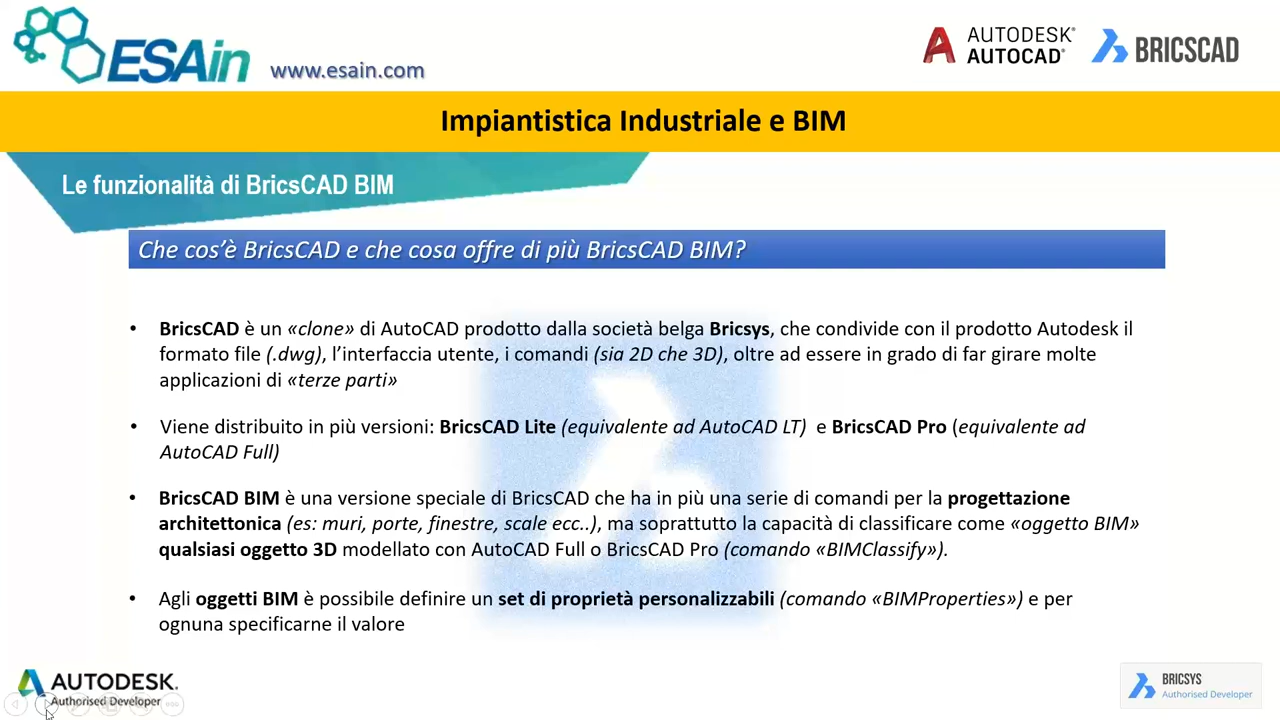 ESAin
www.esain.com
AUTODESK®
AUTOCAD®
BRICSCAD
Impiantistica Industriale e BIM
Le funzionalità di BricsCAD BIM
Che cos’è BricsCAD e che cosa offre di più BricsCAD BIM?
• BricsCAD è un «clone» di AutoCAD prodotto dalla società belga Bricsys, che condivide con il prodotto Autodesk il
formato file (.dwg), l’interfaccia utente, i comandi (sia 2D che 3D), oltre ad essere in grado di far girare molte
applicazioni di «terze parti»
• Viene distribuito in più versioni: BricsCAD Lite (equivalente ad AutoCAD LT) e BricsCAD Pro (equivalente ad
AutoCAD Full)
• BricsCAD BIM è una versione speciale di BricsCAD che ha in più una serie di comandi per la progettazione
architettonica (es: muri, porte, finestre, scale ecc..), ma soprattutto la capacità di classificare come «oggetto BIM»
qualsiasi oggetto 3D modellato con AutoCAD Full o BricsCAD Pro (comando «BIMClassify»).
• Agli oggetti BIM è possibile definire un set di proprietà personalizzabili (comando «BIMProperties») e per
ognuna specificarne il valore
AUTODESK.
Authorised Developer
BRICSYS
Authorised Developer